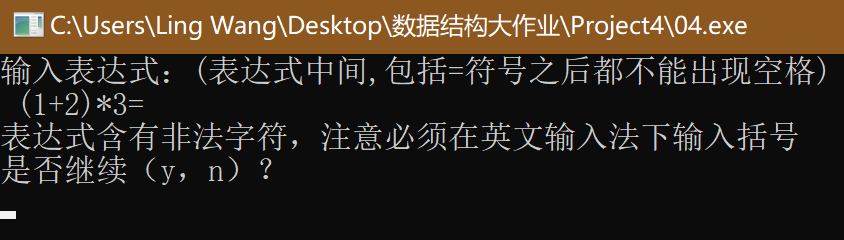 C:\Users\Ling Wang\Desktop\数据结构大作业\Project4\04.exe
输入表达式：(表达式中间,包括=符号之后都不能出现空格)
(1+2)*3=
表达式含有非法字符，注意必须在英文输入法下输入括号
是否继续（y，n）？